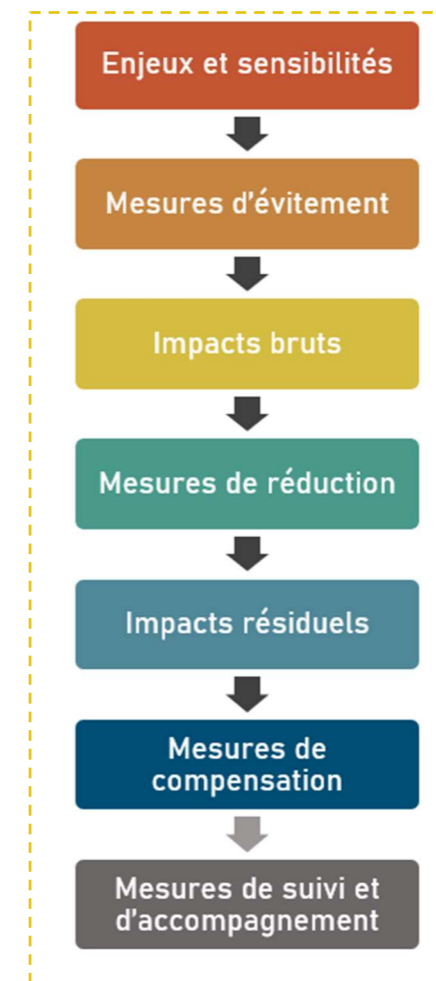 Enjeux et sensibilités
Mesures d'évitement
Impacts bruts
Mesures de réduction
Impacts résiduels
Mesures de
compensation
Mesures de suivi et
d'accompagnement